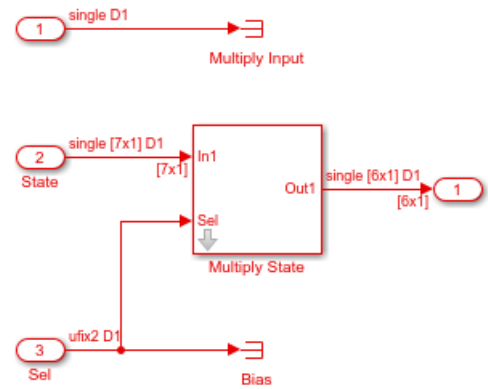 single D1
1
Multiply Input
single [7x1] D1
2
[7x1]
In1
State
Out1
single [6x1] D1
1
[6x1]
Sel
Multiply State
ufix2 D1
3
Sel
Bias